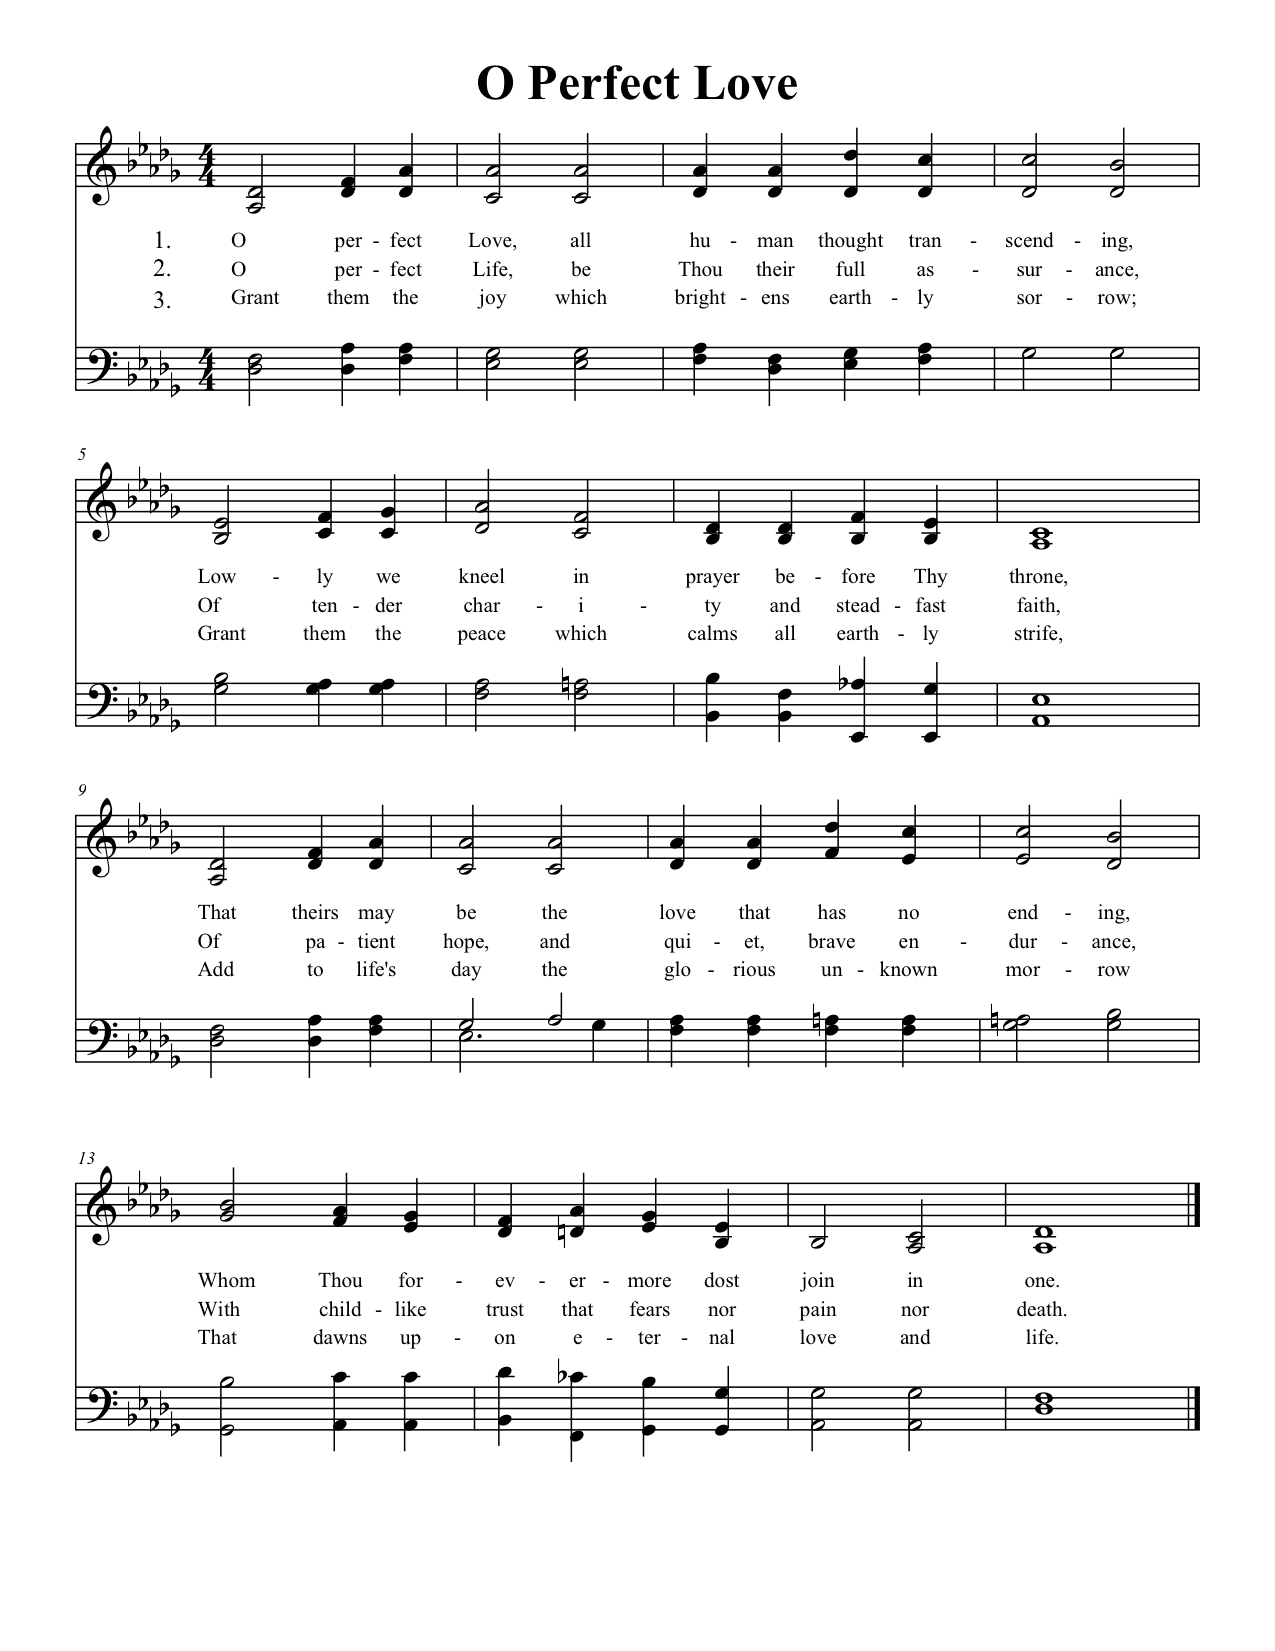 O Perfect Love
1. O per - fect Love, all hu - man thought tran - scend - ing,
2. O per - fect Life, be Thou their full as - sur - ance,
3. Grant them the joy which bright - ens earth - ly sor - row;
5
Low - ly we kneel in prayer be - fore Thy throne,
Of ten - der char - i - ty and stead - fast faith,
Grant them the peace which calms all earth - ly strife,
9
That theirs may be the love that has no end - ing,
Of pa - tient hope, and qui - et, brave en - dur - ance,
Add to life's day the glo - rious un - known mor - row
13
Whom Thou for - ev - er - more dost join in one.
With child - like trust that fears nor pain nor death.
That dawns up - on e - ter - nal love and life.